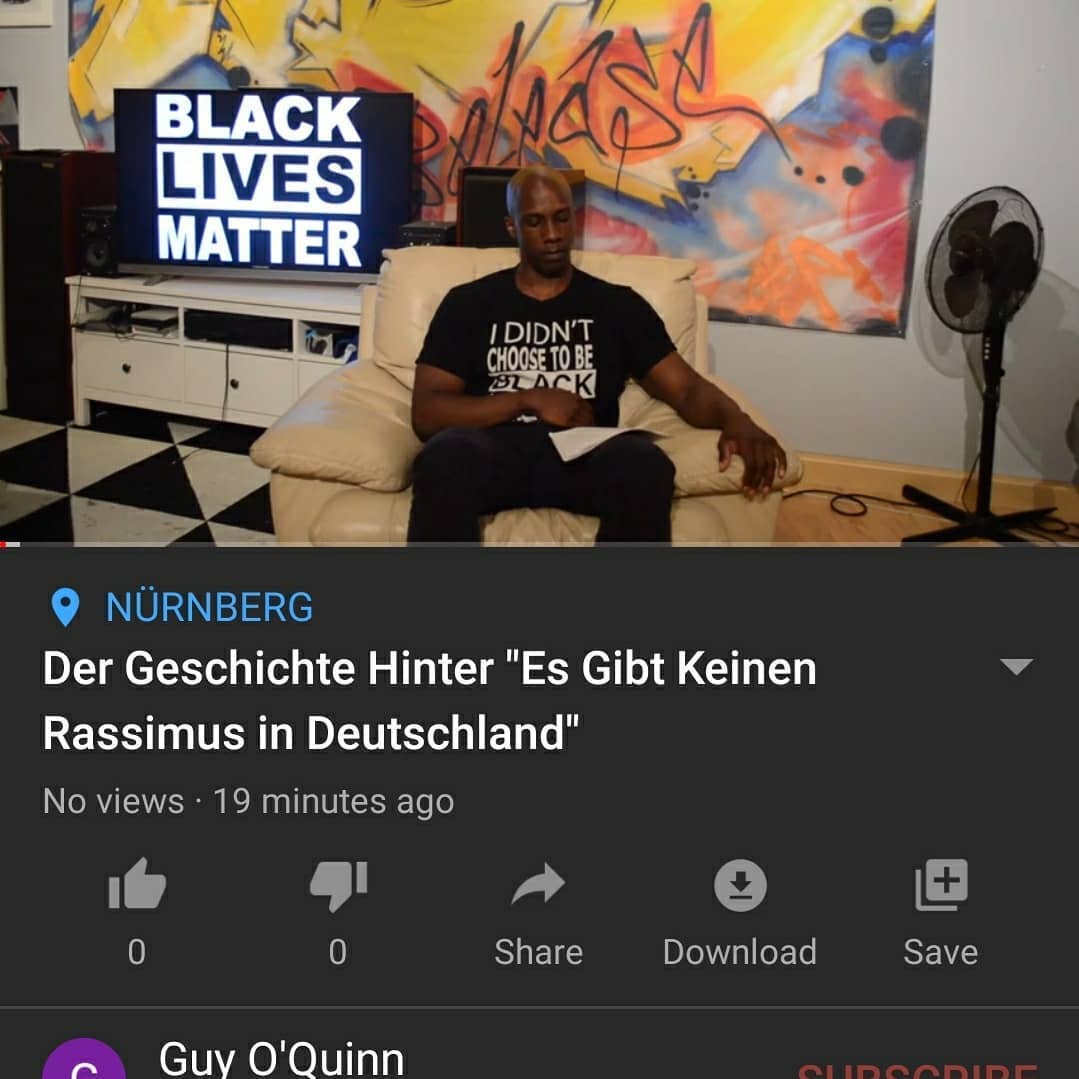 BLACK
LIVES
MATTER
I DIDN'T
CHOOSE TO BE
BLACK
NÜRNBERG
Der Geschichte Hinter "Es Gibt Keinen
Rassimus in Deutschland"
No views · 19 minutes ago
0
0
Share
Download
Save
Guy O'Quinn
SUBSCRIBE